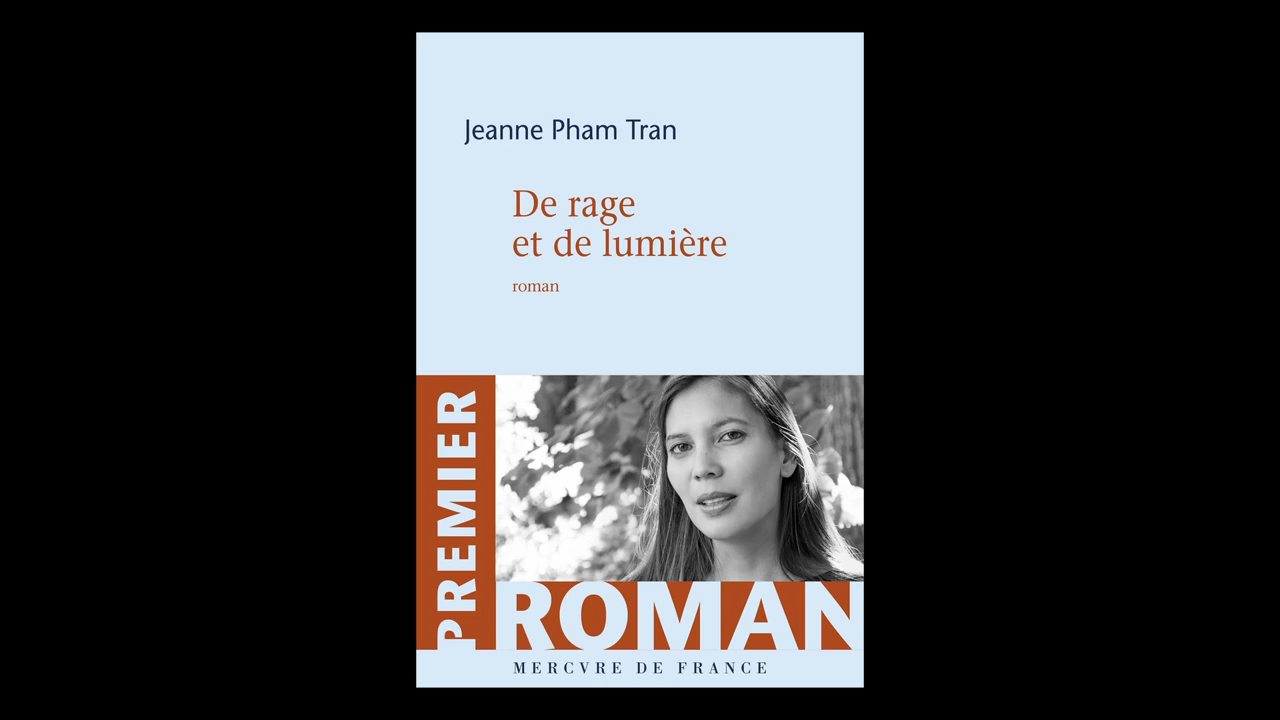 Jeanne Pham Tran
De rage
et de lumière
roman
PREMIER
ROMAN
MERCVRE DE FRANCE